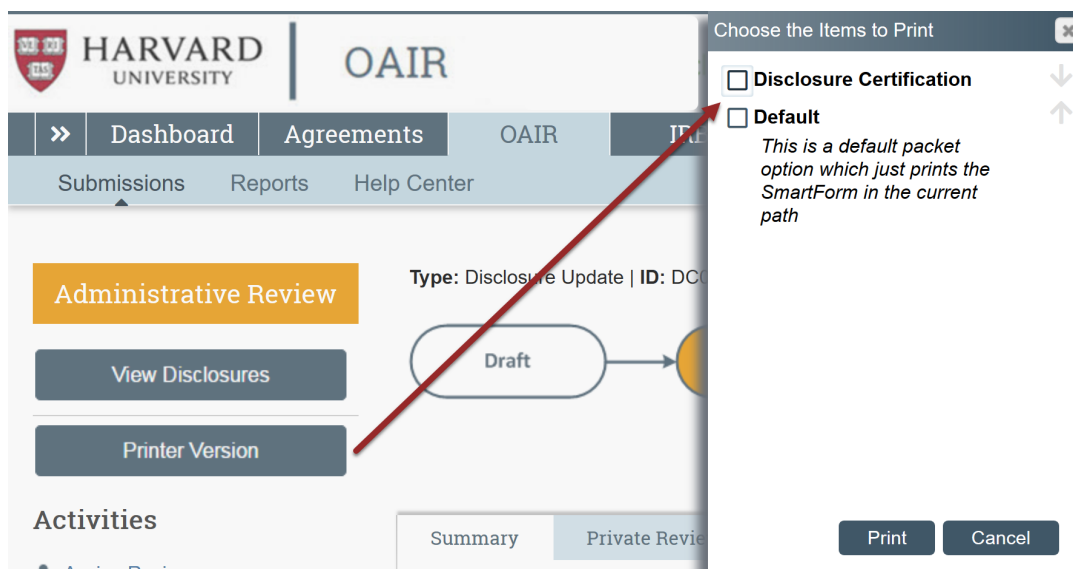 HARVARD
UNIVERSITY
OAIR
Dashboard
Agreements
OAIR
Submissions
Reports
Help Center
Administrative Review
View Disclosures
Printer Version
Activities
Type: Disclosure Update | ID:
Draft
Summary
Private
Choose the Items to Print
Disclosure Certification
Default
This is a default packet
option which just prints the
SmartForm in the current
path
Print
Cancel